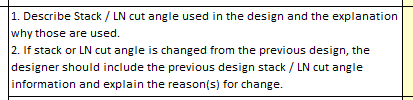 1. Describe Stack / LN cut angle used in the design and the explanation
why those are used.
2. If stack or LN cut angle is changed from the previous design, the
designer should include the previous design stack / LN cut angle
information and explain the reason(s) for change.